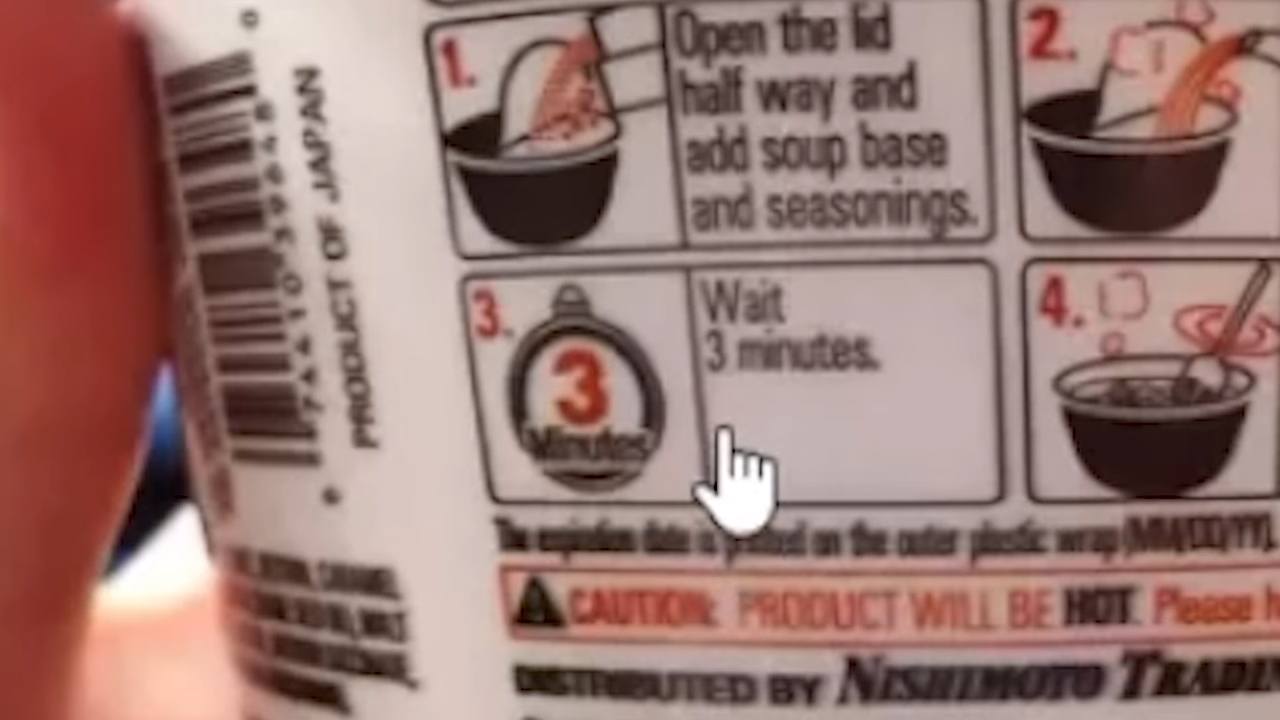 1.
Open the lid
half way and
add soup base
and seasonings.
2.
3.
3
Minutes
Wait
3 minutes.
4.
The expiration date is printed on the outer plastic wrap (MM/DD/YY).
CAUTION: PRODUCT WILL BE HOT. Please
DISTRIBUTED BY NISHIMOTO
PRODUCT OF JAPAN
CARAMEL